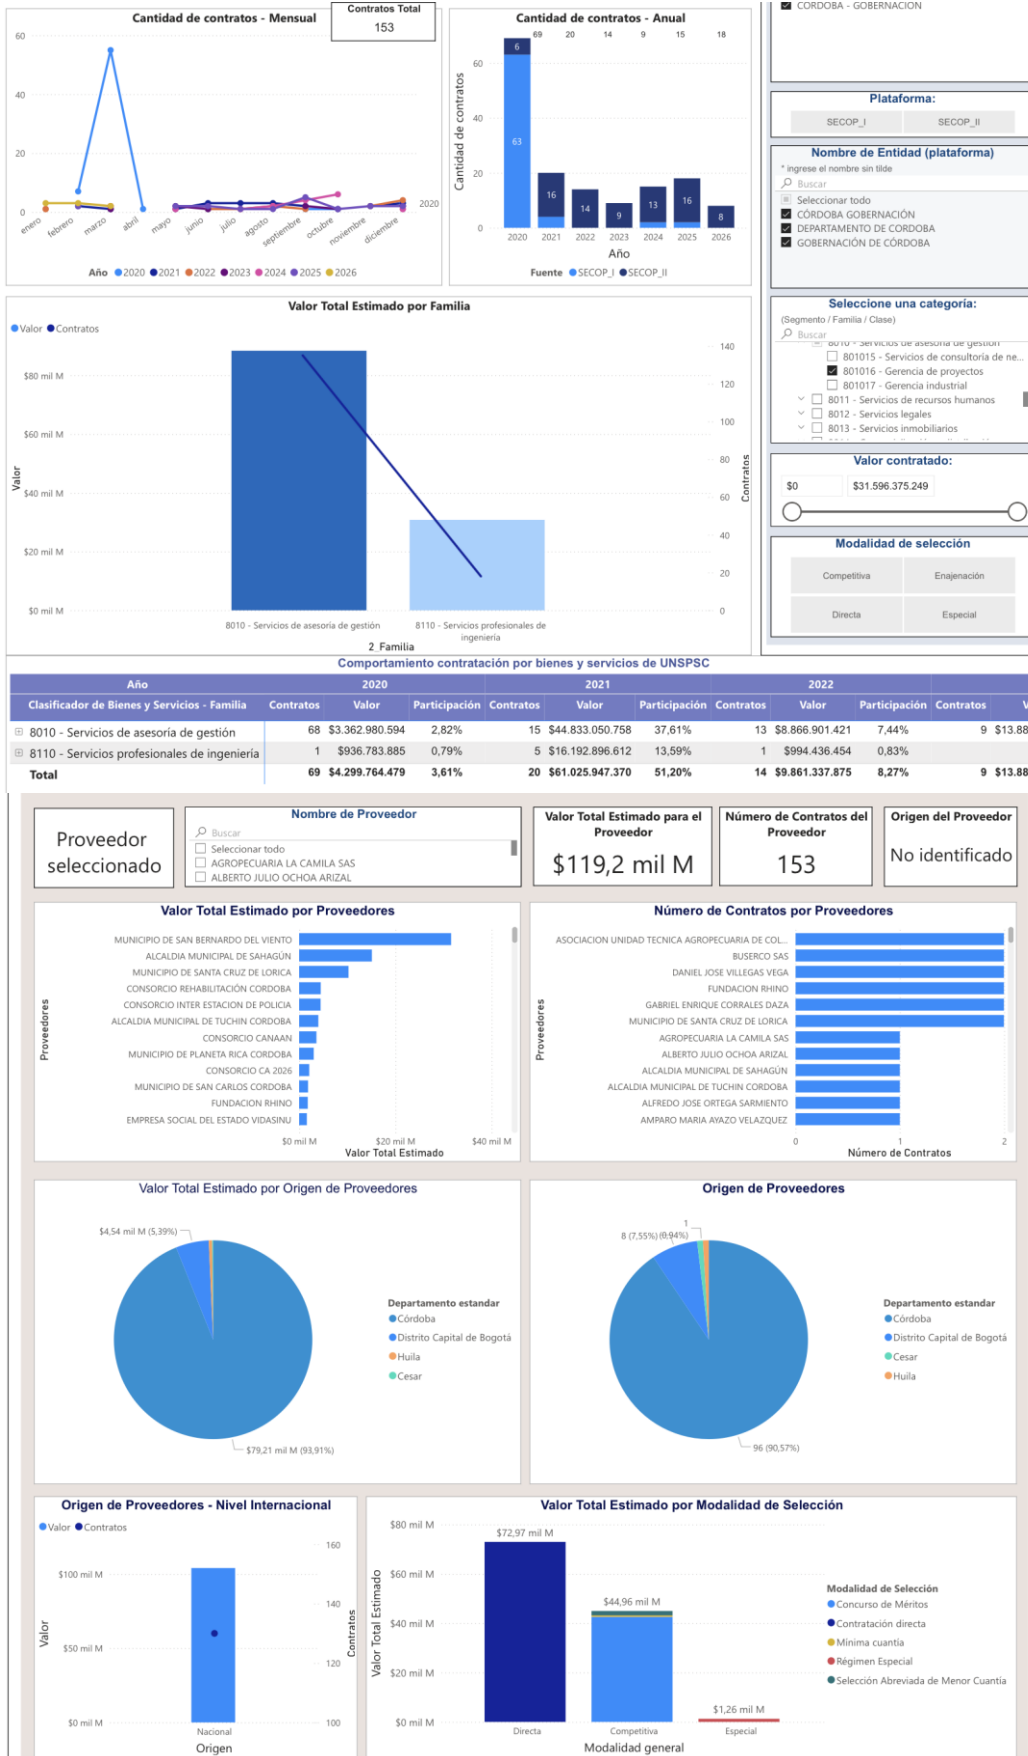 Cantidad de contratos - Mensual
Contratos Total
153
60
40
20
0
enero
febrero
marzo
abril
mayo
junio
julio
agosto
septiembre
octubre
noviembre
diciembre
2020
Año 2020 2021 2022 2023 2024 2025 2026
Cantidad de contratos - Anual
69 20 14 9 15 18
Cantidad de contratos
60
40
20
0
6
63
16
14
9
13
16
8
2020 2021 2022 2023 2024 2025 2026
Año
Fuente SECOP_I SECOP_II
CORDOBA - GOBERNACION
Plataforma:
SECOP_I SECOP_II
Nombre de Entidad (plataforma)
* ingrese el nombre sin tilde
Buscar
Seleccionar todo
CÓRDOBA GOBERNACIÓN
DEPARTAMENTO DE CORDOBA
GOBERNACIÓN DE CÓRDOBA
Seleccione una categoría:
(Segmento / Familia / Clase)
Buscar
8010 - Servicios de asesoría de gestión
801015 - Servicios de consultoría de ne...
801016 - Gerencia de proyectos
801017 - Gerencia industrial
8011 - Servicios de recursos humanos
8012 - Servicios legales
8013 - Servicios inmobiliarios
Valor contratado:
$0 $31.596.375.249
Modalidad de selección
Competitiva Enajenación
Directa Especial
Valor Total Estimado por Familia
Valor Contratos
Valor
$80 mil M
$60 mil M
$40 mil M
$20 mil M
$0 mil M
140
120
100
80
60
40
20
0
Contratos
8010 - Servicios de asesoría de gestión
8110 - Servicios profesionales de
ingeniería
2_Familia
Comportamiento contratación por bienes y servicios de UNSPSC
Año 2020 2021 2022
Clasificador de Bienes y Servicios - Familia Contratos Valor Participación Contratos Valor Participación Contratos Valor Participación Contratos V
8010 - Servicios de asesoría de gestión 68 $3.362.980.594 2,82% 15 $44.833.050.758 37,61% 13 $8.866.901.421 7,44% 9 $13.88
8110 - Servicios profesionales de ingeniería 1 $936.783.885 0,79% 5 $16.192.896.612 13,59% 1 $994.436.454 0,83%
Total 69 $4.299.764.479 3,61% 20 $61.025.947.370 51,20% 14 $9.861.337.875 8,27% 9 $13.88
Proveedor
seleccionado
Nombre de Proveedor
Buscar
Seleccionar todo
AGROPECUARIA LA CAMILA SAS
ALBERTO JULIO OCHOA ARIZAL
Valor Total Estimado para el
Proveedor
$119,2 mil M
Número de Contratos del
Proveedor
153
Origen del Proveedor
No identificado
Valor Total Estimado por Proveedores
Proveedores
MUNICIPIO DE SAN BERNARDO DEL VIENTO
ALCALDIA MUNICIPAL DE SAHAGÚN
MUNICIPIO DE SANTA CRUZ DE LORICA
CONSORCIO REHABILITACIÓN CORDOBA
CONSORCIO INTER ESTACION DE POLICIA
ALCALDIA MUNICIPAL DE TUCHIN CORDOBA
CONSORCIO CANAAN
MUNICIPIO DE PLANETA RICA CORDOBA
CONSORCIO CA 2026
MUNICIPIO DE SAN CARLOS CORDOBA
FUNDACION RHINO
EMPRESA SOCIAL DEL ESTADO VIDASINU
$0 mil M $20 mil M $40 mil M
Valor Total Estimado
Número de Contratos por Proveedores
Proveedores
ASOCIACION UNIDAD TECNICA AGROPECUARIA DE COL...
BUSERCO SAS
DANIEL JOSE VILLEGAS VEGA
FUNDACION RHINO
GABRIEL ENRIQUE CORRALES DAZA
MUNICIPIO DE SANTA CRUZ DE LORICA
AGROPECUARIA LA CAMILA SAS
ALBERTO JULIO OCHOA ARIZAL
ALCALDIA MUNICIPAL DE SAHAGÚN
ALCALDIA MUNICIPAL DE TUCHIN CORDOBA
ALFREDO JOSE ORTEGA SARMIENTO
AMPARO MARIA AYAZO VELAZQUEZ
0 1 2
Número de Contratos
Valor Total Estimado por Origen de Proveedores
$4,54 mil M (5,39%)
$79,21 mil M (93,91%)
Departamento estandar
Córdoba
Distrito Capital de Bogotá
Huila
Cesar
Origen de Proveedores
1
8 (7,55%) (0,94%)
96 (90,57%)
Departamento estandar
Córdoba
Distrito Capital de Bogotá
Cesar
Huila
Origen de Proveedores - Nivel Internacional
Valor Contratos
Valor
$100 mil M
$50 mil M
$0 mil M
160
140
120
100
Contratos
Nacional
Origen
Valor Total Estimado por Modalidad de Selección
Valor Total Estimado
$80 mil M
$60 mil M
$40 mil M
$20 mil M
$0 mil M
$72,97 mil M
$44,96 mil M
$1,26 mil M
Directa Competitiva Especial
Modalidad general
Modalidad de Selección
Concurso de Méritos
Contratación directa
Mínima cuantía
Régimen Especial
Selección Abreviada de Menor Cuantía